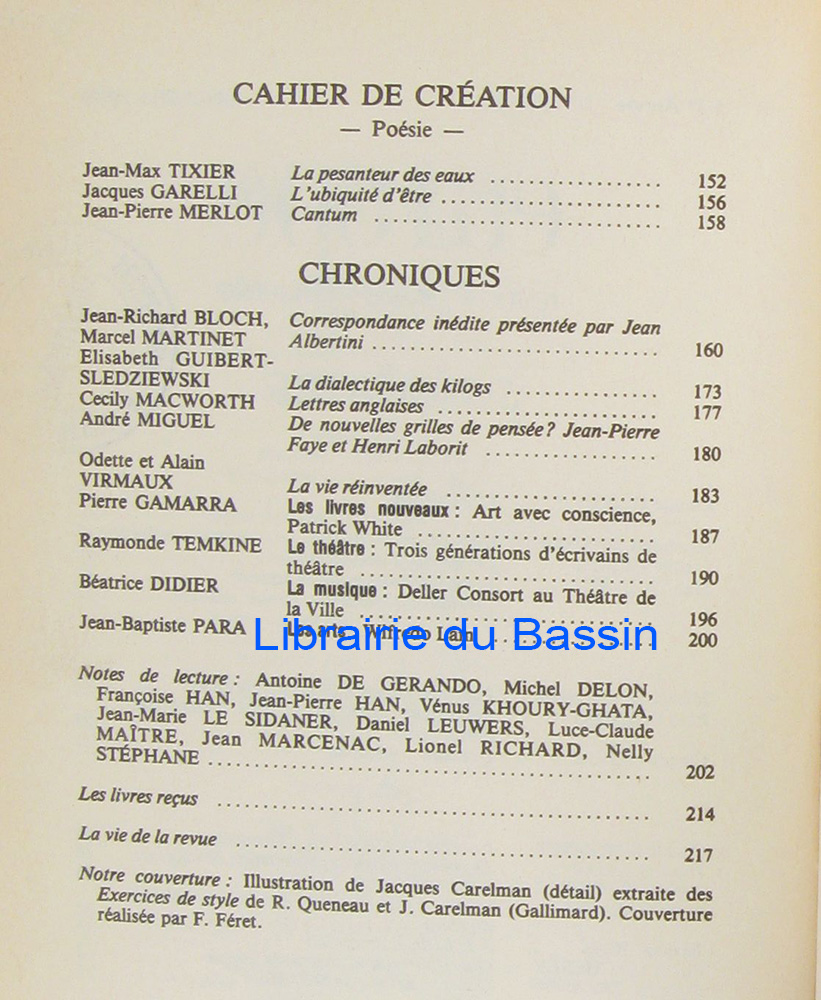 CAHIER DE CRÉATION
— Poésie —
Jean-Max TIXIER La pesanteur des eaux .................. 152
Jacques GARELLI L'ubiquité d'être ........................ 156
Jean-Pierre MERLOT Cantum ............................... 158
CHRONIQUES
Jean-Richard BLOCH, Correspondance inédite présentée par Jean
Marcel MARTINET Albertini ............................... 160
Elisabeth GUIBERT-
SLEDZIEWSKI La dialectique des kilogs ................ 173
Cecily MACWORTH Lettres anglaises ........................ 177
André MIGUEL De nouvelles grilles de pensée? Jean-Pierre
Faye et Henri Laborit .................. 180
Odette et Alain
VIRMAUX La vie réinventée ........................ 183
Pierre GAMARRA Les livres nouveaux : Art avec conscience,
Patrick White ........................... 187
Raymonde TEMKINE Le théâtre : Trois générations d'écrivains de
théâtre ................................ 190
Béatrice DIDIER La musique : Deller Consort au Théâtre de
la Ville ................................ 196
Jean-Baptiste PARA Les arts : Wifredo Lam .................. 200
Librairie du Bassin
Notes de lecture : Antoine DE GERANDO, Michel DELON,
Françoise HAN, Jean-Pierre HAN, Vénus KHOURY-GHATA,
Jean-Marie LE SIDANER, Daniel LEUWERS, Luce-Claude
MAÎTRE, Jean MARCENAC, Lionel RICHARD, Nelly
STÉPHANE ............................................. 202
Les livres reçus ............................................. 214
La vie de la revue ........................................... 217
Notre couverture : Illustration de Jacques Carelman (détail) extraite des
Exercices de style de R. Queneau et J. Carelman (Gallimard). Couverture
réalisée par F. Féret.